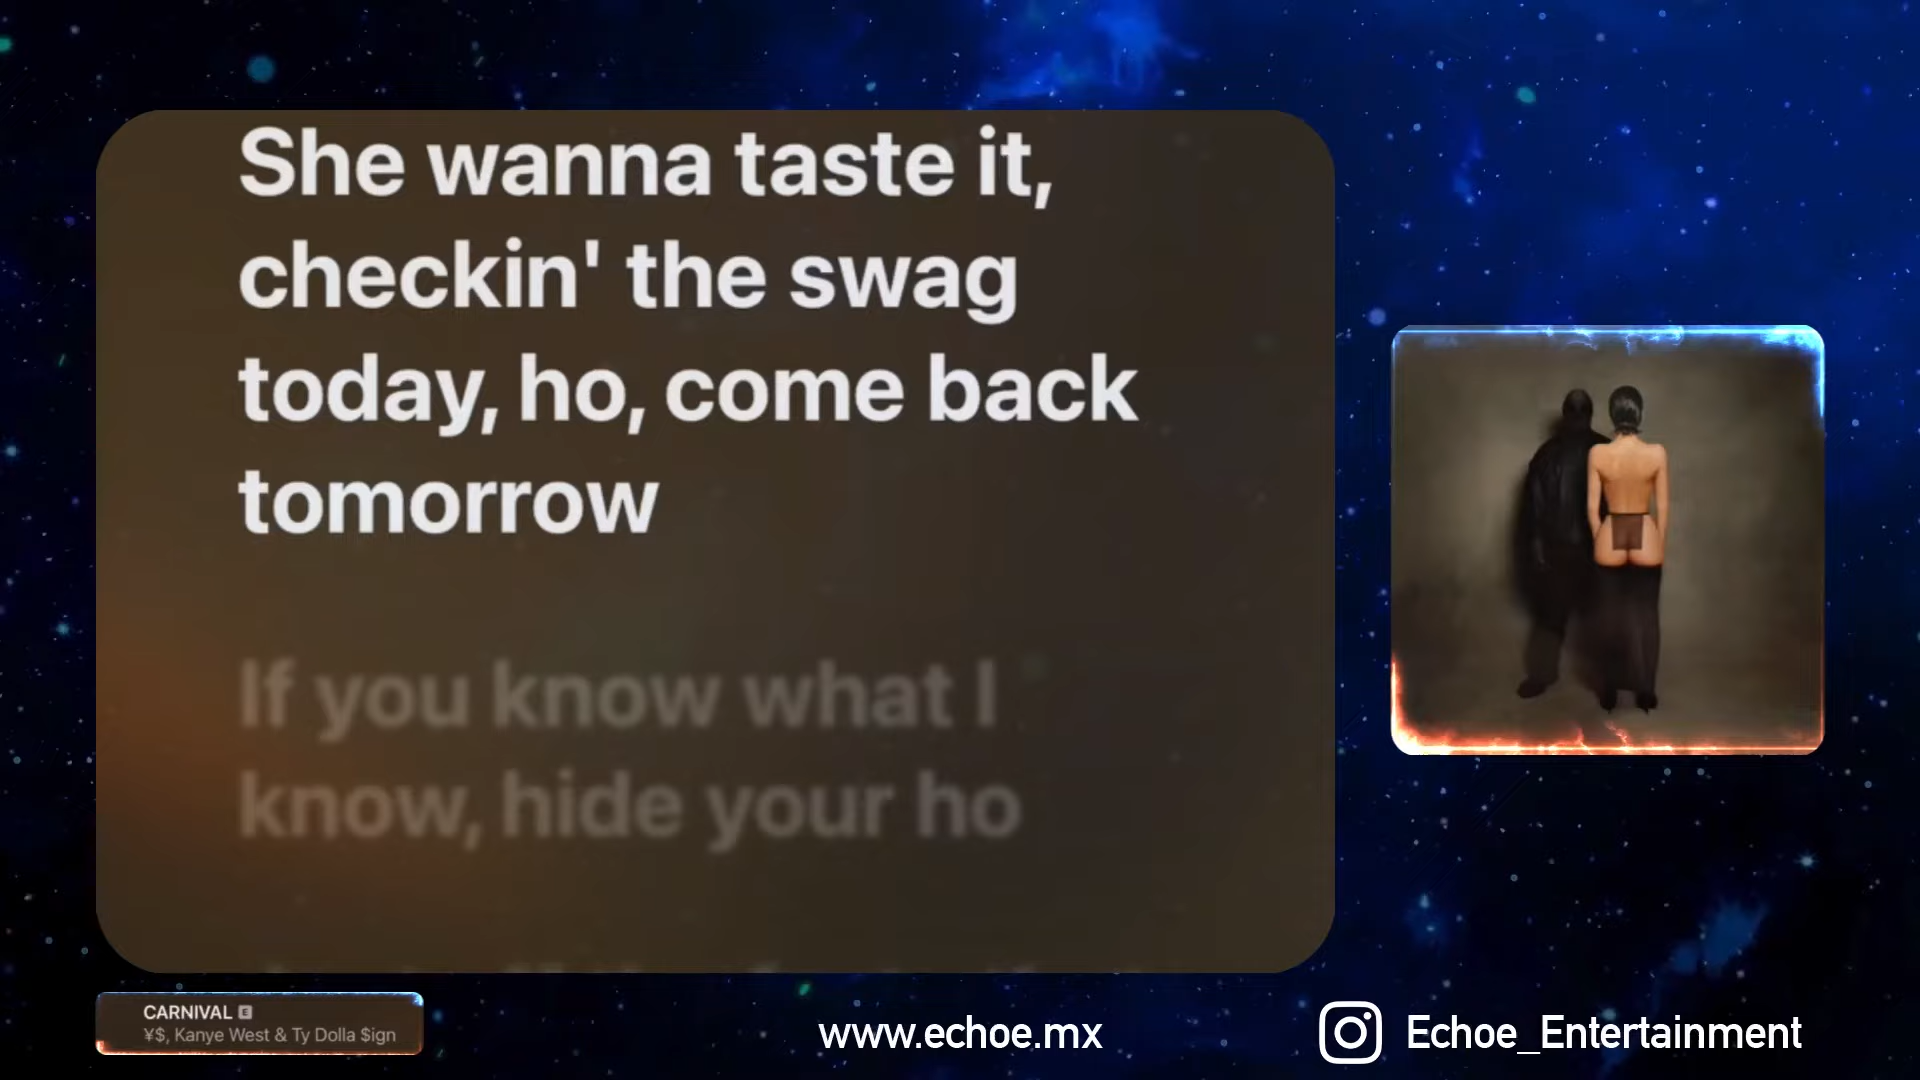 She wanna taste it,
checkin' the swag
today, ho, come back
tomorrow
If you know what I
know, hide your ho
CARNIVAL E
¥$, Kanye West & Ty Dolla $ign
www.echoe.mx
Echoe_Entertainment